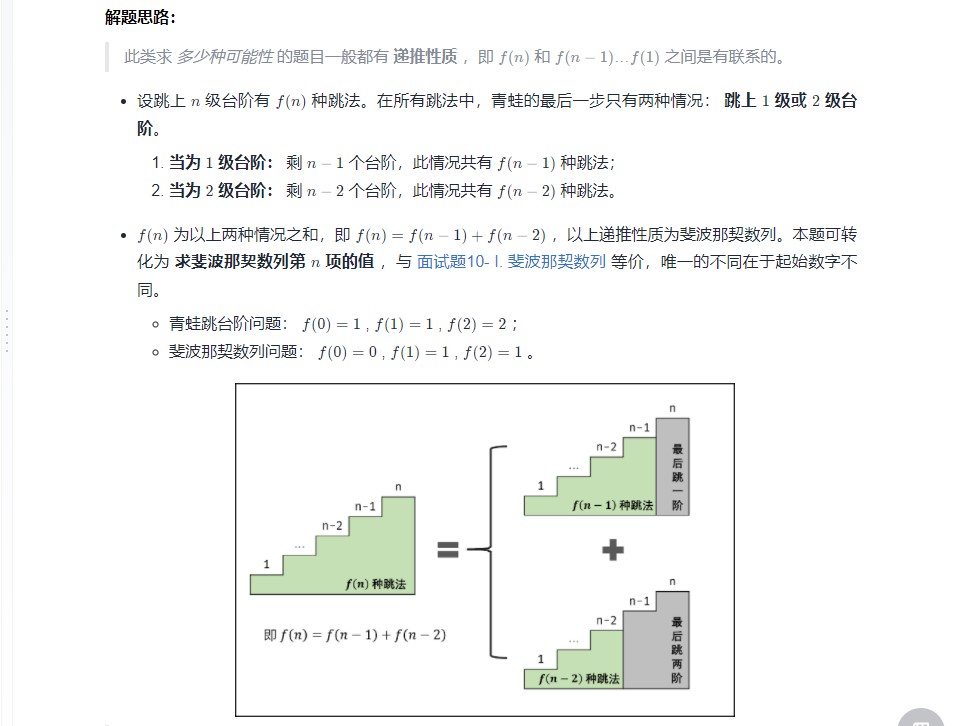 解题思路：
此类求 多少种可能性 的题目一般都有 递推性质 ，即 f(n) 和 f(n − 1)...f(1) 之间是有联系的。
设跳上 n 级台阶有 f(n) 种跳法。在所有跳法中，青蛙的最后一步只有两种情况： 跳上 1 级或 2 级台
阶。
1. 当为 1 级台阶： 剩 n − 1 个台阶，此情况共有 f(n − 1) 种跳法；
2. 当为 2 级台阶： 剩 n − 2 个台阶，此情况共有 f(n − 2) 种跳法。
f(n) 为以上两种情况之和，即 f(n) = f(n − 1) + f(n − 2) ，以上递推性质为斐波那契数列。本题可转
化为 求斐波那契数列第 n 项的值 ，与 面试题10- I. 斐波那契数列 等价，唯一的不同在于起始数字不
同。
青蛙跳台阶问题： f(0) = 1 , f(1) = 1 , f(2) = 2 ；
斐波那契数列问题： f(0) = 0 , f(1) = 1 , f(2) = 1 。
1
...
n-2
n-1
n
f(n) 种跳法
即 f(n) = f(n − 1) + f(n − 2)
=
1
...
n-2
n-1
n
f(n − 1) 种跳法
最后跳一阶
+
1
...
n-2
n-1
n
f(n − 2) 种跳法
最后跳两阶